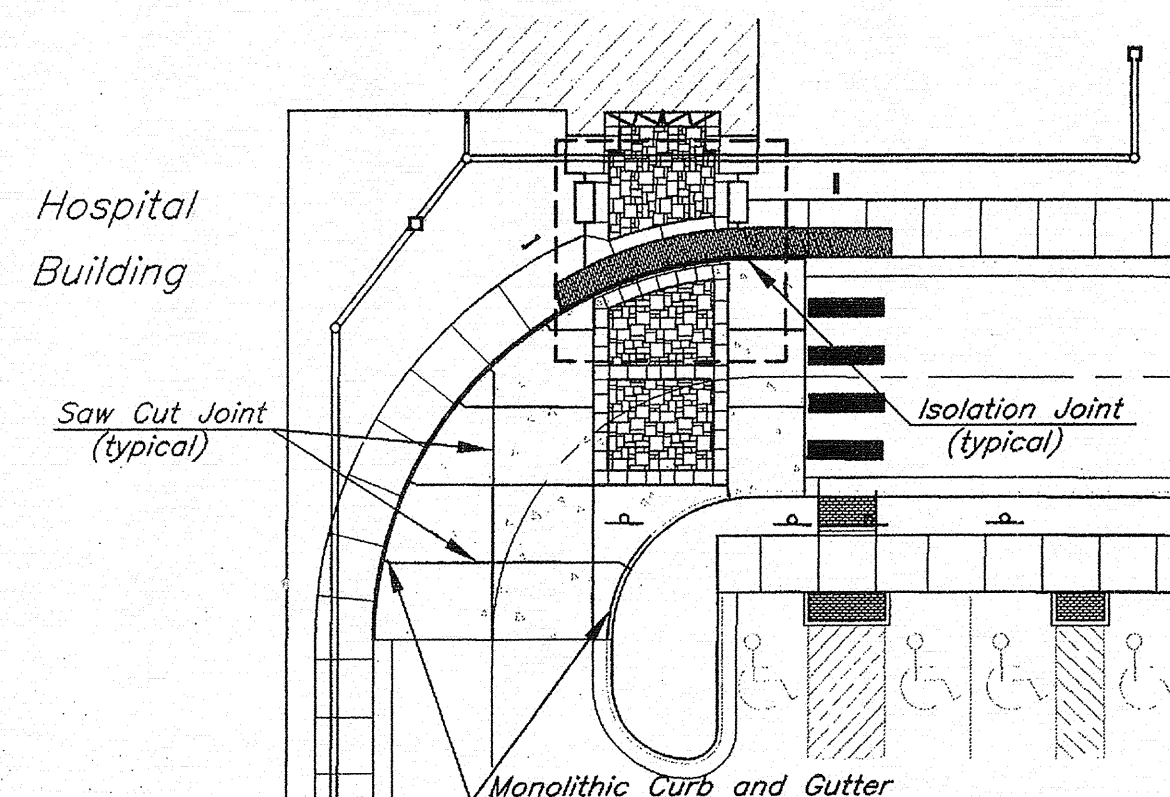 Hospital
Building
Saw Cut Joint
(typical)
Isolation Joint
(typical)
Monolithic Curb and Gutter